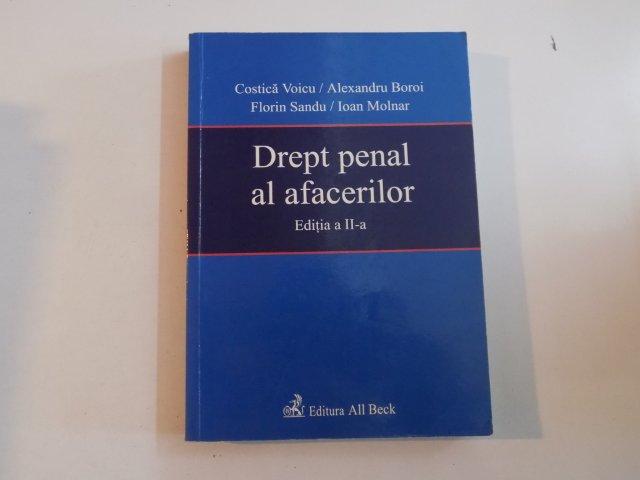 Costică Voicu / Alexandru Boroi
Florin Sandu / Ioan Molnar
Drept penal
al afacerilor
Ediția a II-a
Editura All Beck